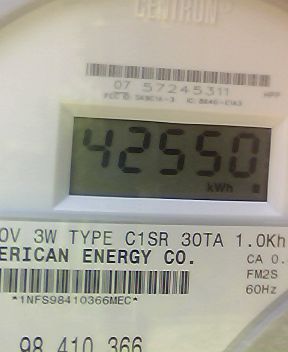 CENTRON
07 57245311
42550
kWh
0V 3W TYPE C1SR 30TA 1.0Kh
ERICAN ENERGY CO.
CA 0.
FM2S
60Hz
*1NFS98410366MEC*
98 410 366